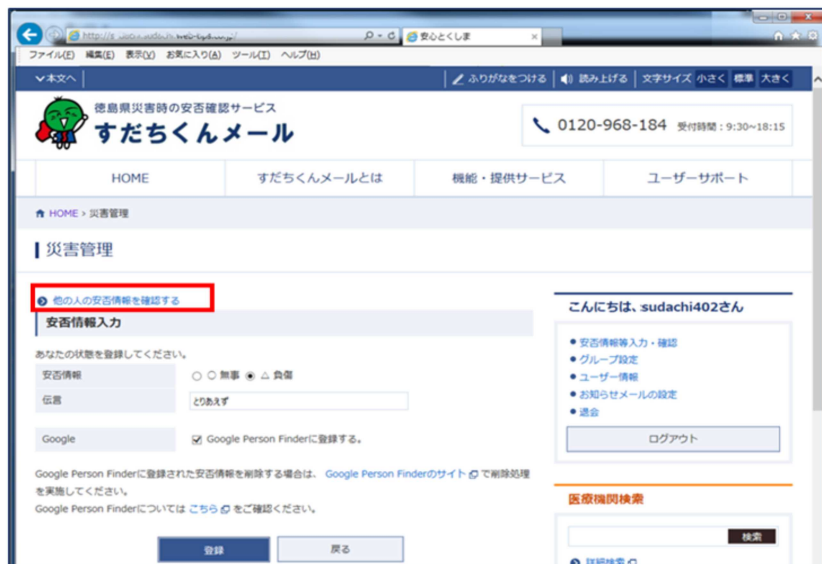 安心とくしま
ファイル(F) 編集(E) 表示(V) お気に入り(A) ツール(T) ヘルプ(H)
本文へ
ふりがなをつける 読み上げる 文字サイズ 小さく 標準 大きく
徳島県災害時の安否確認サービス
すだちくんメール
0120-968-184 受付時間：9:30~18:15
HOME すだちくんメールとは 機能・提供サービス ユーザーサポート
HOME > 災害管理
災害管理
他の人の安否情報を確認する
安否情報入力
あなたの状態を登録してください。
安否情報 ○ 無事 △ 負傷
伝言 とりあえず
Google Google Person Finderに登録する。
Google Person Finderに登録された安否情報を削除する場合は、 Google Person Finderのサイト で削除処理
を実施してください。
Google Person Finderについては こちら をご確認ください。
登録 戻る
こんにちは、sudachi402さん
安否情報等入力・確認
グループ設定
ユーザー情報
お知らせメールの設定
退会
ログアウト
医療機関検索
検索
詳細検索